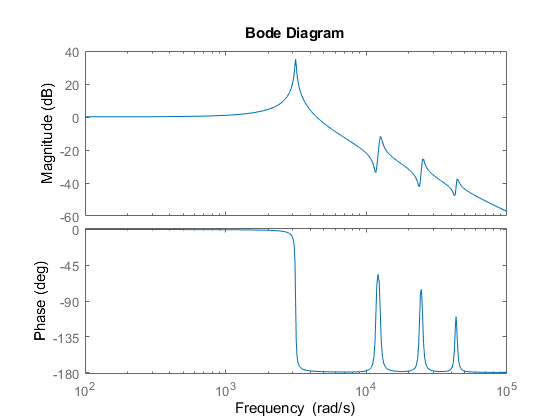 Bode Diagram
Magnitude (dB)
40
20
0
-20
-40
-60
Phase (deg)
0
-45
-90
-135
-180
10^2 10^3 10^4 10^5
Frequency (rad/s)